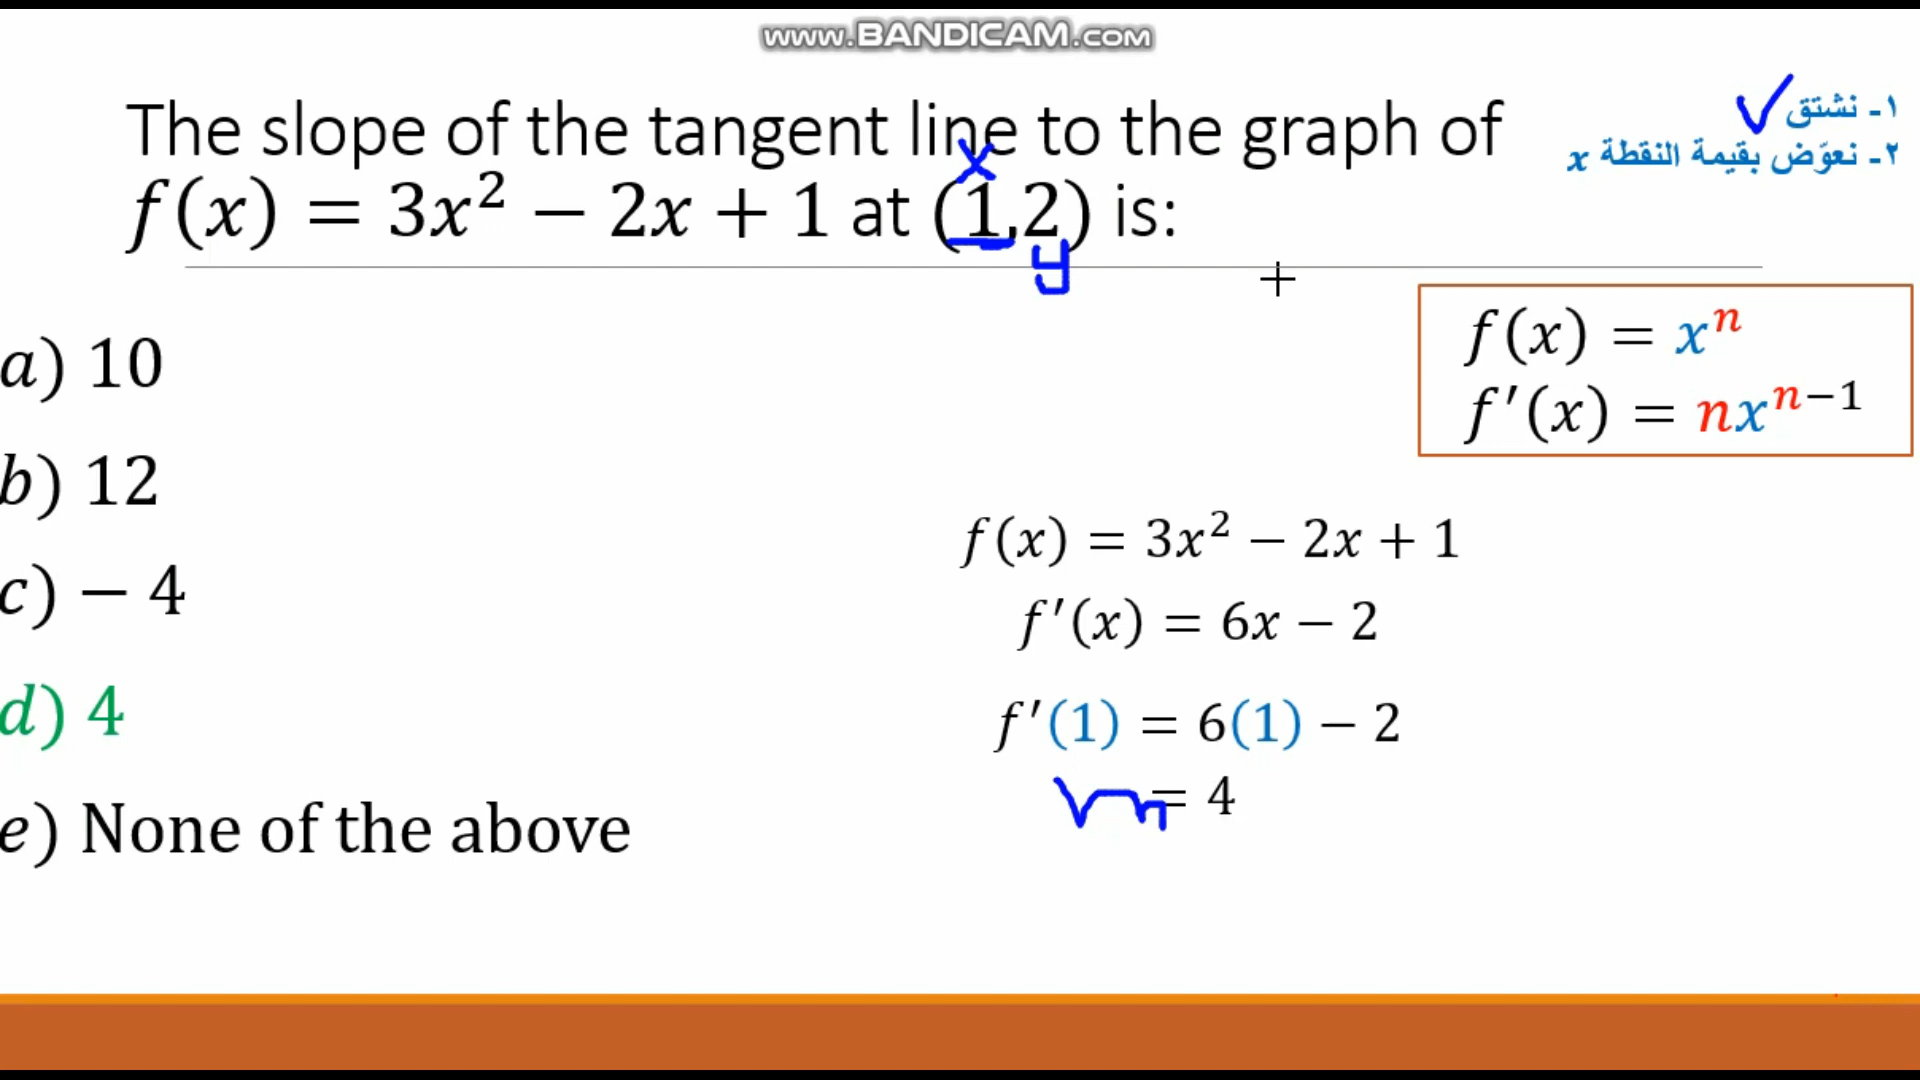 www.BANDICAM.com
The slope of the tangent line to the graph of
f(x) = 3x² − 2x + 1 at (1,2) is:
x
y
١- نشتق
٢- نعوّض بقيمة النقطة x
f(x) = xⁿ
f′(x) = nxⁿ⁻¹
a) 10
b) 12
c) − 4
d) 4
e) None of the above
f(x) = 3x² − 2x + 1
f′(x) = 6x − 2
f′(1) = 6(1) − 2
m = 4